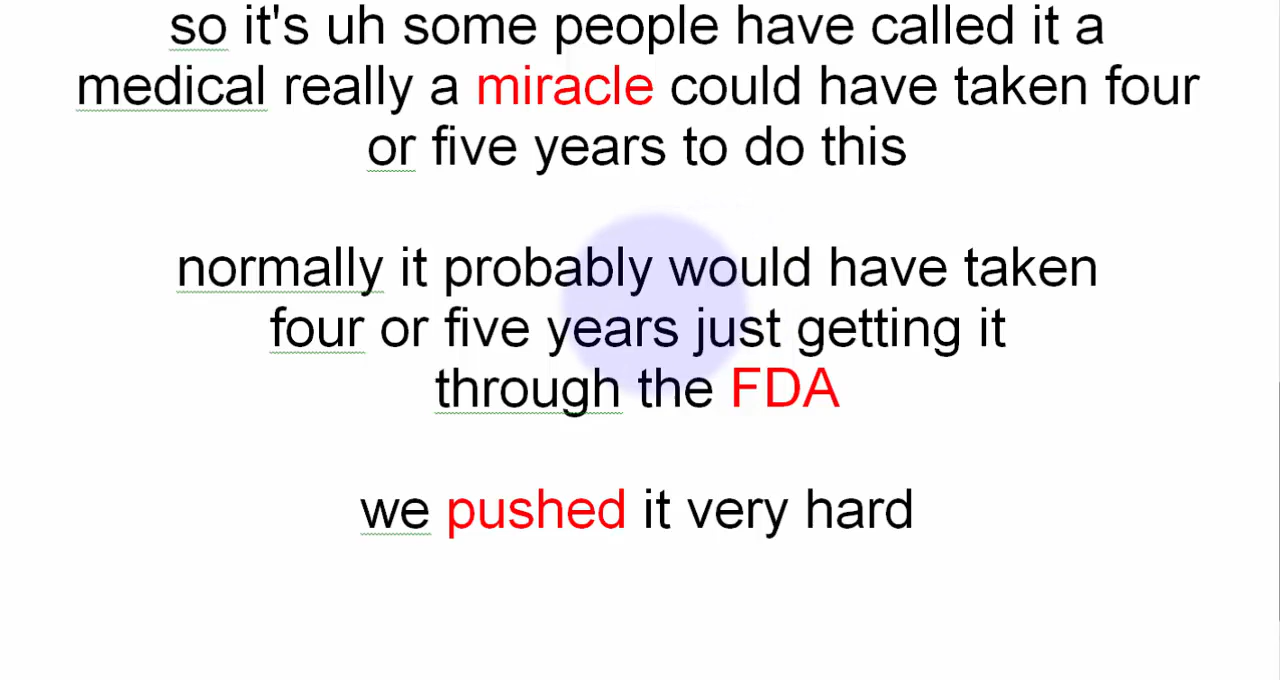 so it's uh some people have called it a
medical really a miracle could have taken four
or five years to do this
normally it probably would have taken
four or five years just getting it
through the FDA
we pushed it very hard